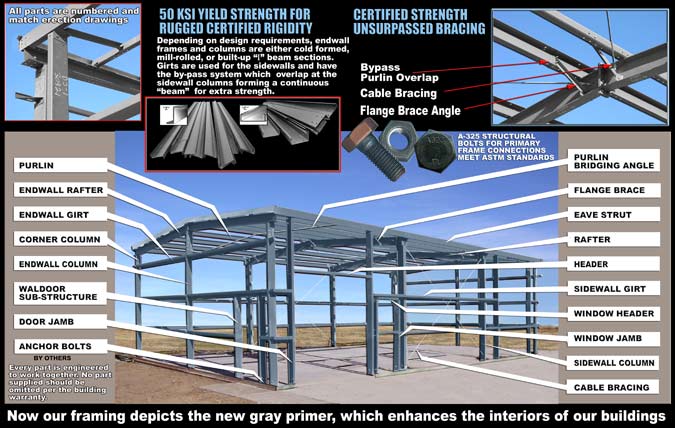 All parts are numbered and
match erection drawings
50 KSI YIELD STRENGTH FOR
RUGGED CERTIFIED RIGIDITY
Depending on design requirements, endwall
frames and columns are either cold formed,
mill-rolled, or built-up "I" beam sections.
Girts are used for the sidewalls and have
the by-pass system which overlap at the
sidewall columns forming a continuous
"beam" for extra strength.
CERTIFIED STRENGTH
UNSURPASSED BRACING
Bypass
Purlin Overlap
Cable Bracing
Flange Brace Angle
A-325 STRUCTURAL
BOLTS FOR PRIMARY
FRAME CONNECTIONS
MEET ASTM STANDARDS
PURLIN
ENDWALL RAFTER
ENDWALL GIRT
CORNER COLUMN
ENDWALL COLUMN
WALDOOR
SUB-STRUCTURE
DOOR JAMB
ANCHOR BOLTS
BY OTHERS
Every part is engineered
to work together. No part
supplied should be
omitted per the building
warranty.
PURLIN
BRIDGING ANGLE
FLANGE BRACE
EAVE STRUT
RAFTER
HEADER
SIDEWALL GIRT
WINDOW HEADER
WINDOW JAMB
SIDEWALL COLUMN
CABLE BRACING
Now our framing depicts the new gray primer, which enhances the interiors of our buildings